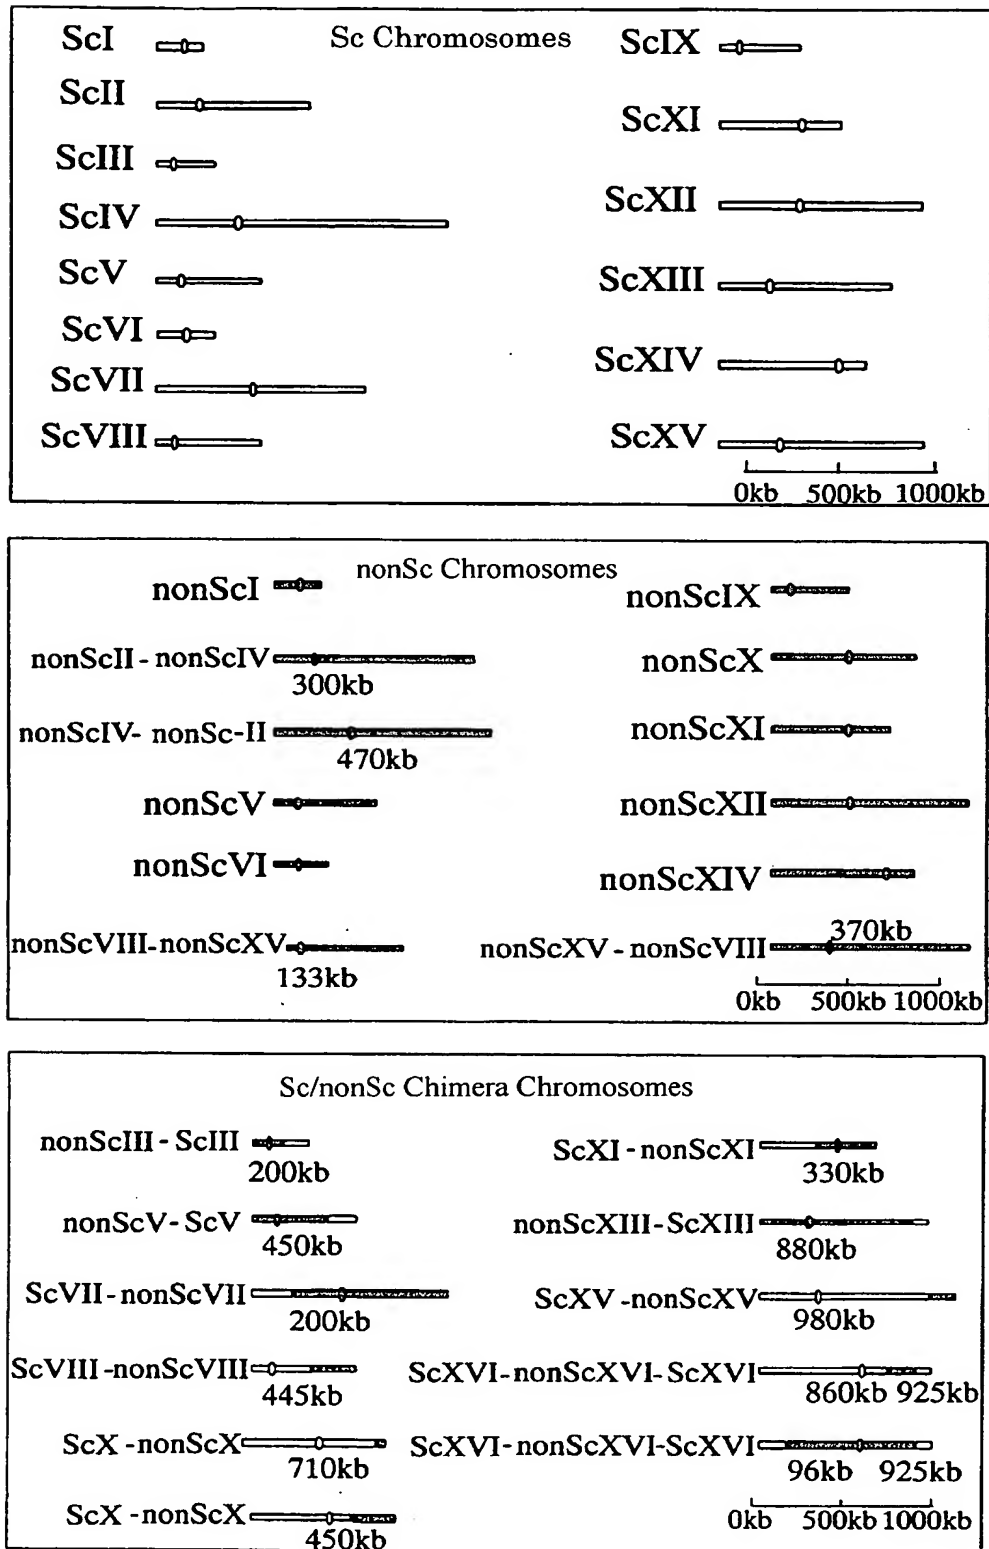 Sc Chromosomes
ScI
ScII
ScIII
ScIV
ScV
ScVI
ScVII
ScVIII
ScIX
ScXI
ScXII
ScXIII
ScXIV
ScXV
0kb 500kb 1000kb
nonSc Chromosomes
nonScI
nonScII - nonScIV
300kb
nonScIV- nonSc-II
470kb
nonScV
nonScVI
nonScVIII-nonScXV
133kb
nonScIX
nonScX
nonScXI
nonScXII
nonScXIV
370kb
nonScXV - nonScVIII
0kb 500kb 1000kb
Sc/nonSc Chimera Chromosomes
nonScIII - ScIII
200kb
nonScV - ScV
450kb
ScVII - nonScVII
200kb
ScVIII -nonScVIII
445kb
ScX -nonScX
710kb
ScX -nonScX
450kb
ScXI - nonScXI
330kb
nonScXIII-ScXIII
880kb
ScXV -nonScXV
980kb
ScXVI-nonScXVI-ScXVI
860kb 925kb
ScXVI-nonScXVI-ScXVI
96kb 925kb
0kb 500kb 1000kb